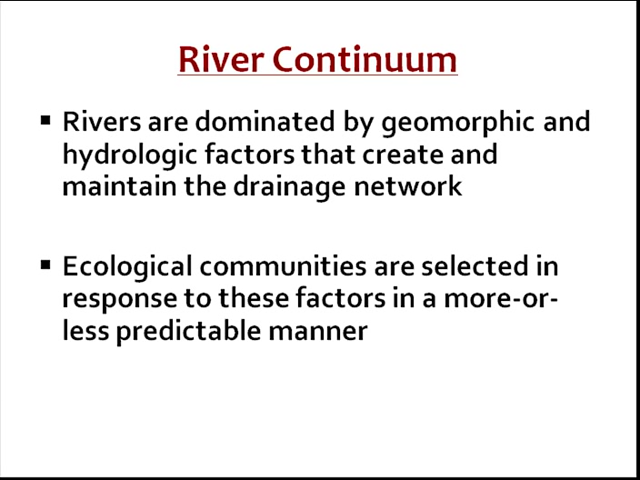 River Continuum
▪ Rivers are dominated by geomorphic and
hydrologic factors that create and
maintain the drainage network
▪ Ecological communities are selected in
response to these factors in a more-or-
less predictable manner